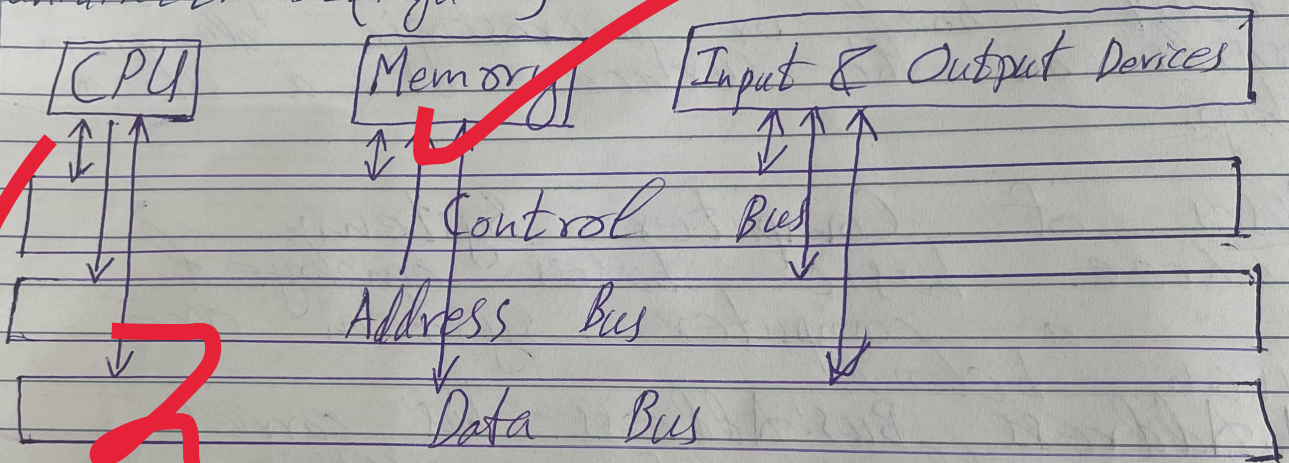 CPU Memory Input & Output Devices
Control Bus
Address Bus
Data Bus